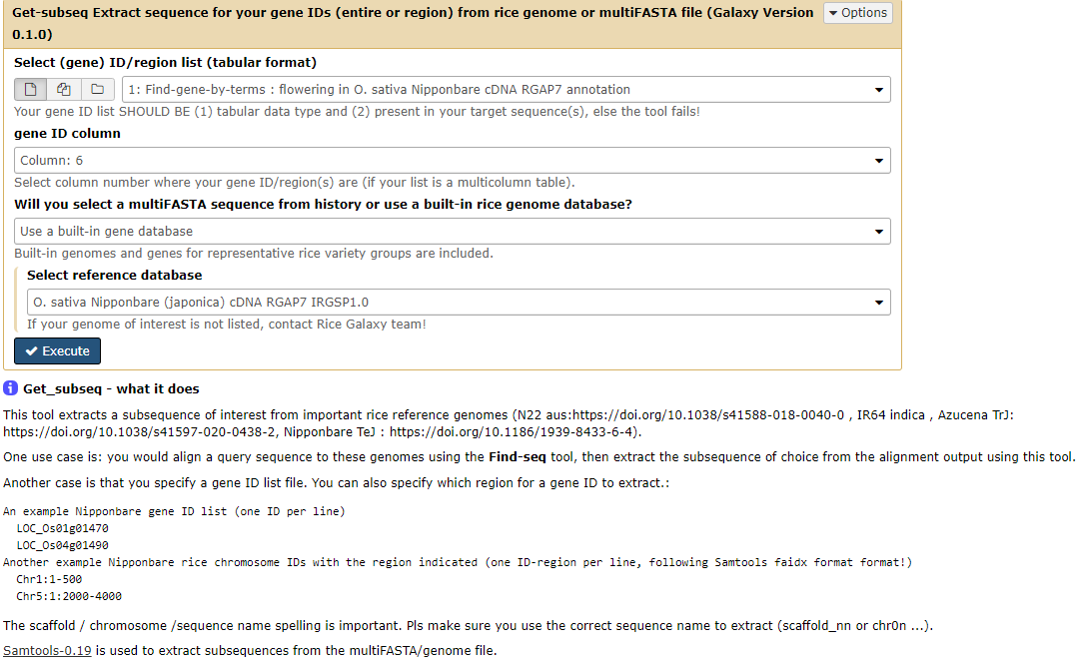 Get-subseq Extract sequence for your gene IDs (entire or region) from rice genome or multiFASTA file (Galaxy Version
0.1.0)
Options
Select (gene) ID/region list (tabular format)
1: Find-gene-by-terms : flowering in O. sativa Nipponbare cDNA RGAP7 annotation
Your gene ID list SHOULD BE (1) tabular data type and (2) present in your target sequence(s), else the tool fails!
gene ID column
Column: 6
Select column number where your gene ID/region(s) are (if your list is a multicolumn table).
Will you select a multiFASTA sequence from history or use a built-in rice genome database?
Use a built-in gene database
Built-in genomes and genes for representative rice variety groups are included.
Select reference database
O. sativa Nipponbare (japonica) cDNA RGAP7 IRGSP1.0
If your genome of interest is not listed, contact Rice Galaxy team!
Execute
Get_subseq - what it does
This tool extracts a subsequence of interest from important rice reference genomes (N22 aus:https://doi.org/10.1038/s41588-018-0040-0 , IR64 indica , Azucena TrJ:
https://doi.org/10.1038/s41597-020-0438-2, Nipponbare TeJ : https://doi.org/10.1186/1939-8433-6-4).
One use case is: you would align a query sequence to these genomes using the Find-seq tool, then extract the subsequence of choice from the alignment output using this tool.
Another case is that you specify a gene ID list file. You can also specify which region for a gene ID to extract.:
An example Nipponbare gene ID list (one ID per line)
LOC_Os01g01470
LOC_Os04g01490
Another example Nipponbare rice chromosome IDs with the region indicated (one ID-region per line, following Samtools faidx format format!)
Chr1:1-500
Chr5:1:2000-4000
The scaffold / chromosome /sequence name spelling is important. Pls make sure you use the correct sequence name to extract (scaffold_nn or chr0n ...).
Samtools-0.19 is used to extract subsequences from the multiFASTA/genome file.